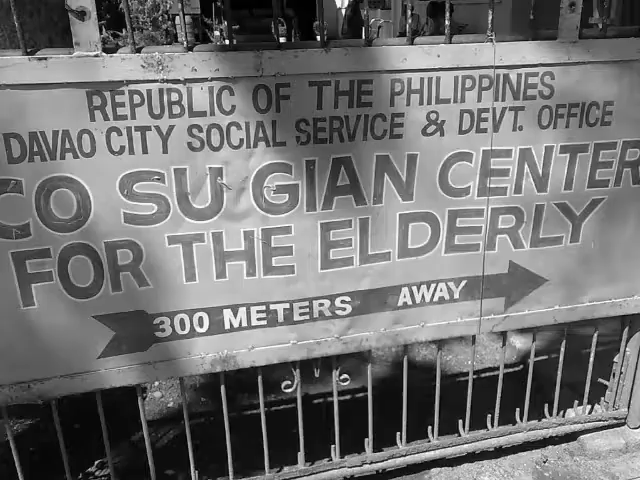 REPUBLIC OF THE PHILIPPINES
DAVAO CITY SOCIAL SERVICE & DEVT. OFFICE
CO SU GIAN CENTER
FOR THE ELDERLY
300 METERS AWAY